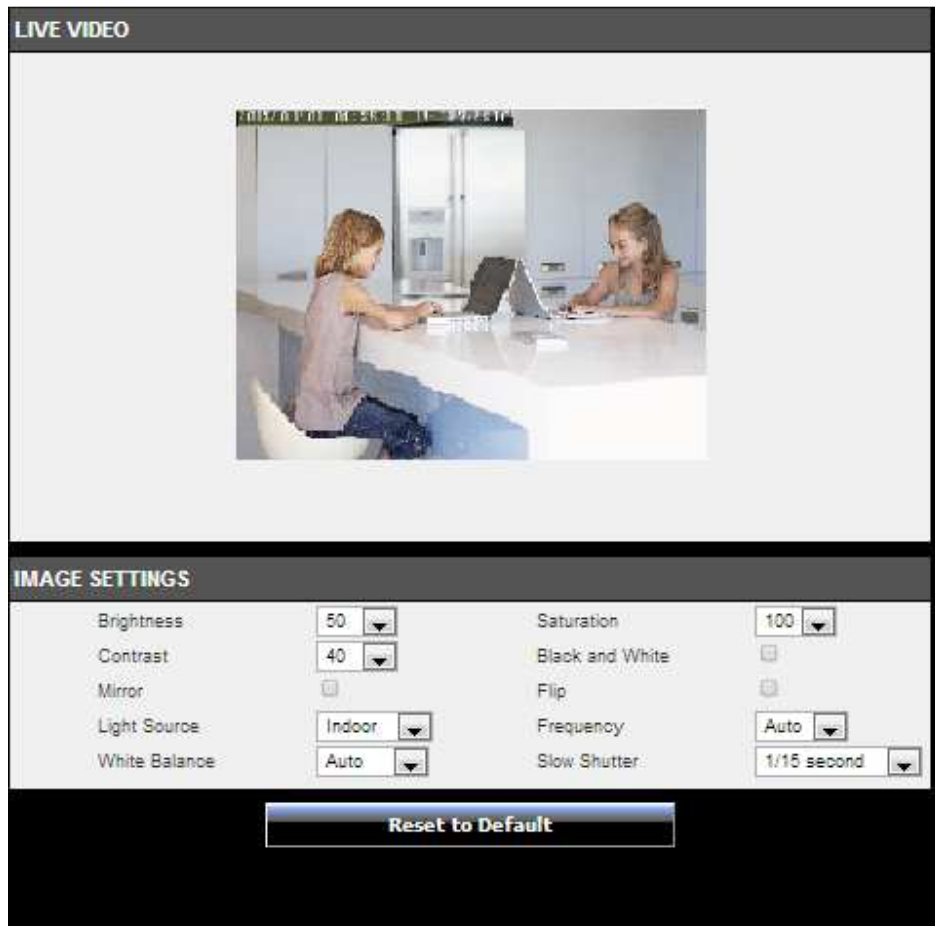 LIVE VIDEO
IMAGE SETTINGS
Brightness 50 Saturation 100
Contrast 40 Black and White
Mirror Flip
Light Source Indoor Frequency Auto
White Balance Auto Slow Shutter 1/15 second
Reset to Default